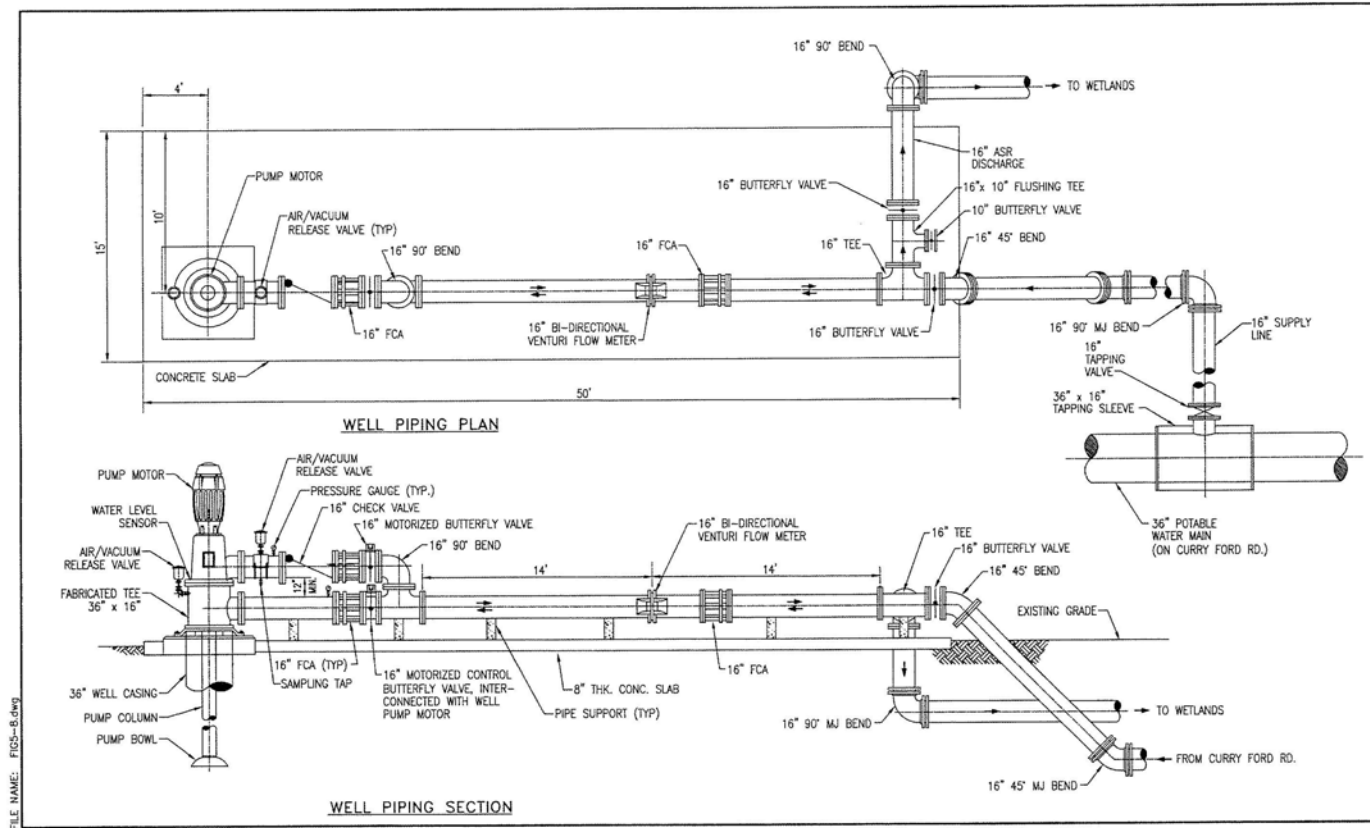 16" 90° BEND
TO WETLANDS
4'
16" ASR
DISCHARGE
PUMP MOTOR
16" BUTTERFLY VALVE
16"x 10" FLUSHING TEE
10" BUTTERFLY VALVE
10'
15'
AIR/VACUUM
RELEASE VALVE (TYP)
16" 90° BEND
16" FCA
16" TEE
16" 45° BEND
16" FCA
16" BI-DIRECTIONAL
VENTURI FLOW METER
16" BUTTERFLY VALVE
16" 90° MJ BEND
16" SUPPLY
LINE
16"
TAPPING
VALVE
CONCRETE SLAB
50'
36" x 16"
TAPPING SLEEVE
WELL PIPING PLAN
AIR/VACUUM
RELEASE VALVE
PUMP MOTOR
PRESSURE GAUGE (TYP.)
16" CHECK VALVE
WATER LEVEL
SENSOR
16" MOTORIZED BUTTERFLY VALVE
16" BI-DIRECTIONAL
VENTURI FLOW METER
16" TEE
36" POTABLE
WATER MAIN
(ON CURRY FORD RD.)
AIR/VACUUM
RELEASE VALVE
16" 90° BEND
16" BUTTERFLY VALVE
16" 45° BEND
14'
14'
12"
MIN.
FABRICATED TEE
36" x 16"
EXISTING GRADE
16" FCA (TYP)
SAMPLING TAP
16" MOTORIZED CONTROL
BUTTERFLY VALVE, INTER-
CONNECTED WITH WELL
PUMP MOTOR
8" THK. CONC. SLAB
16" FCA
36" WELL CASING
PIPE SUPPORT (TYP)
PUMP COLUMN
16" 90° MJ BEND
TO WETLANDS
PUMP BOWL
FROM CURRY FORD RD.
16" 45° MJ BEND
WELL PIPING SECTION
FILE NAME: FIG5-8.dwg